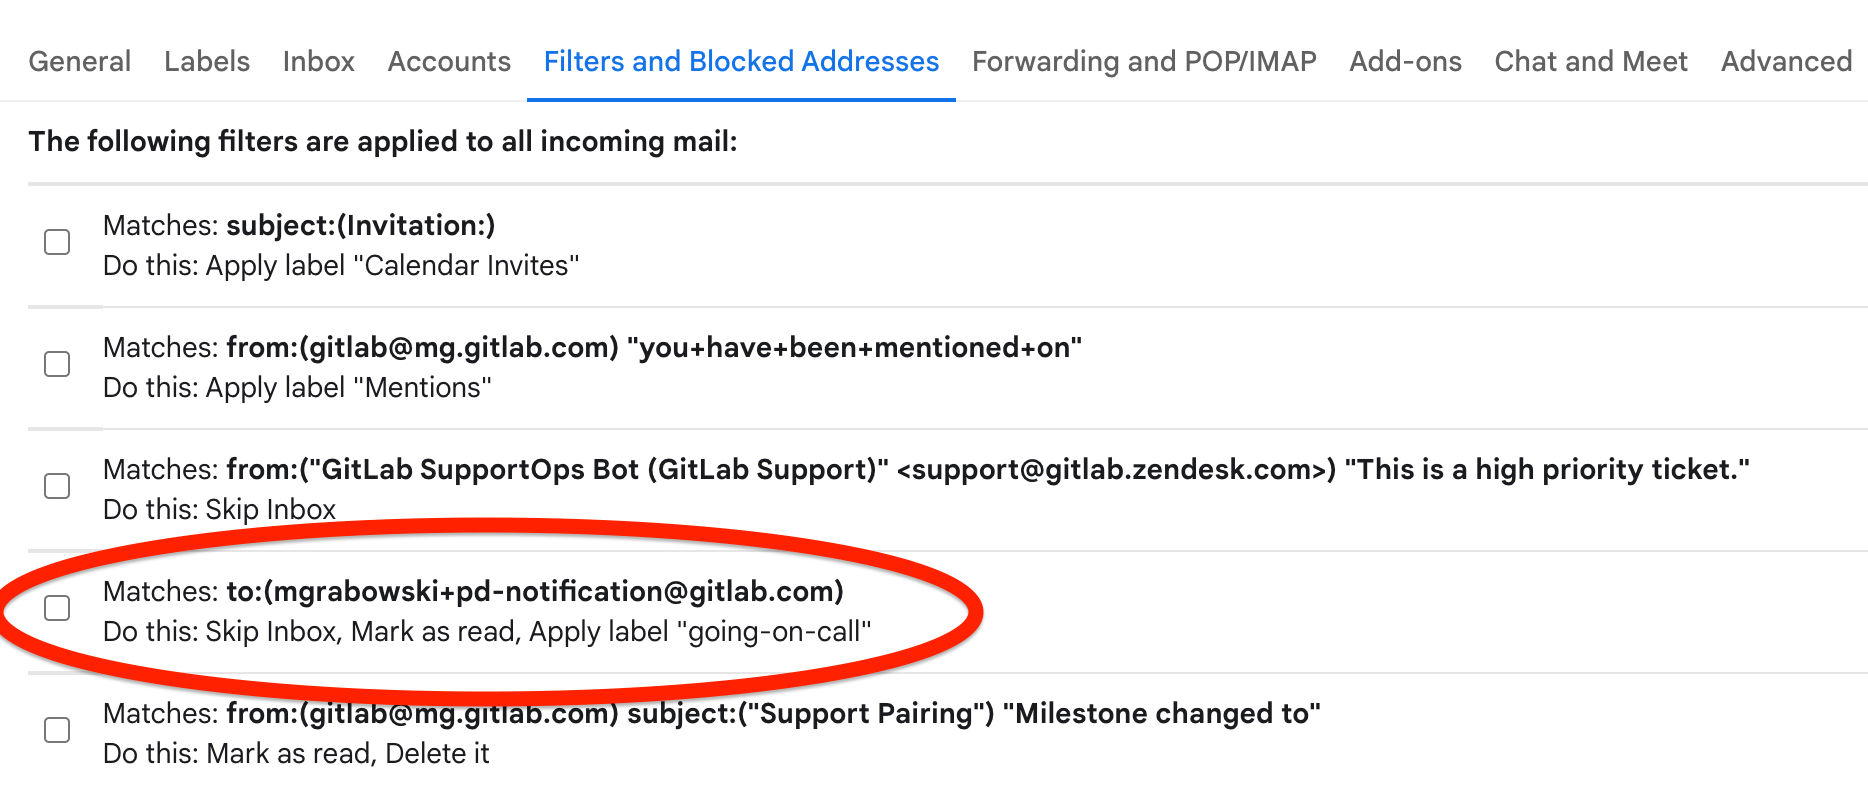 General Labels Inbox Accounts Filters and Blocked Addresses Forwarding and POP/IMAP Add-ons Chat and Meet Advanced
The following filters are applied to all incoming mail:
Matches: subject:(Invitation:)
Do this: Apply label "Calendar Invites"
Matches: from:(gitlab@mg.gitlab.com) "you+have+been+mentioned+on"
Do this: Apply label "Mentions"
Matches: from:("GitLab SupportOps Bot (GitLab Support)" <support@gitlab.zendesk.com>) "This is a high priority ticket."
Do this: Skip Inbox
Matches: to:(mgrabowski+pd-notification@gitlab.com)
Do this: Skip Inbox, Mark as read, Apply label "going-on-call"
Matches: from:(gitlab@mg.gitlab.com) subject:("Support Pairing") "Milestone changed to"
Do this: Mark as read, Delete it